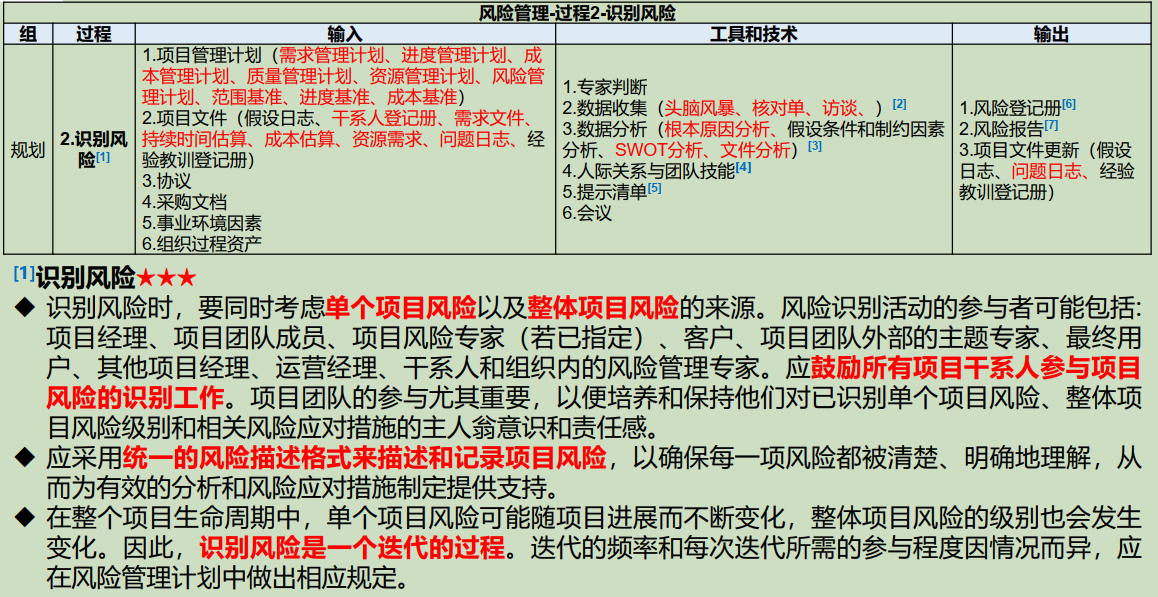 风险管理-过程2-识别风险
组 过程 输入 工具和技术 输出
规划
2.识别风
险[1]
1.项目管理计划（需求管理计划、进度管理计划、成
本管理计划、质量管理计划、资源管理计划、风险管
理计划、范围基准、进度基准、成本基准）
2.项目文件（假设日志、干系人登记册、需求文件、
持续时间估算、成本估算、资源需求、问题日志、经
验教训登记册）
3.协议
4.采购文档
5.事业环境因素
6.组织过程资产
1.专家判断
2.数据收集（头脑风暴、核对单、访谈、）[2]
3.数据分析（根本原因分析、假设条件和制约因素
分析、SWOT分析、文件分析）[3]
4.人际关系与团队技能[4]
5.提示清单[5]
6.会议
1.风险登记册[6]
2.风险报告[7]
3.项目文件更新（假设
日志、问题日志、经验
教训登记册）
[1]识别风险★★★
◆ 识别风险时，要同时考虑单个项目风险以及整体项目风险的来源。风险识别活动的参与者可能包括:
项目经理、项目团队成员、项目风险专家（若已指定）、客户、项目团队外部的主题专家、最终用
户、其他项目经理、运营经理、干系人和组织内的风险管理专家。应鼓励所有项目干系人参与项目
风险的识别工作。项目团队的参与尤其重要，以便培养和保持他们对已识别单个项目风险、整体项
目风险级别和相关风险应对措施的主人翁意识和责任感。
◆ 应采用统一的风险描述格式来描述和记录项目风险，以确保每一项风险都被清楚、明确地理解，从
而为有效的分析和风险应对措施制定提供支持。
◆ 在整个项目生命周期中，单个项目风险可能随项目进展而不断变化，整体项目风险的级别也会发生
变化。因此，识别风险是一个迭代的过程。迭代的频率和每次迭代所需的参与程度因情况而异，应
在风险管理计划中做出相应规定。